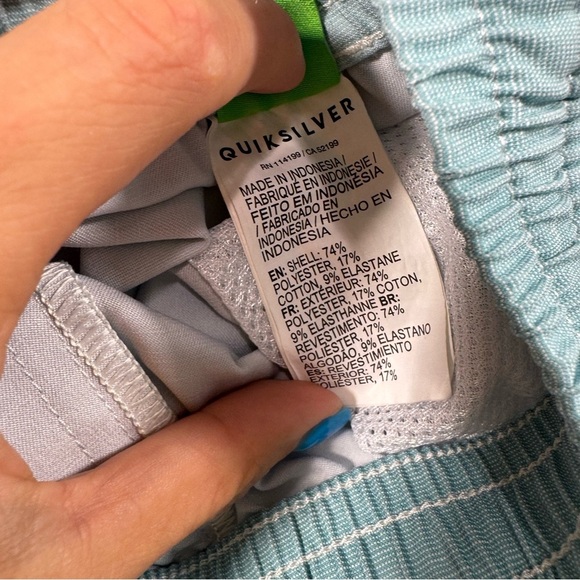 QUIKSILVER
RN 114199 / CA 52199
MADE IN INDONESIA /
FABRIQUÉ EN INDONÉSIE /
FEITO EM INDONÉSIA
/ FABRICADO EN
INDONESIA / HECHO EN
INDONESIA
EN: SHELL: 74%
POLYESTER, 17%
COTTON, 9% ELASTANE
FR: EXTÉRIEUR: 74%
POLYESTER, 17% COTON,
9% ÉLASTHANNE BR:
REVESTIMENTO: 74%
POLIÉSTER, 17%
ALGODÃO, 9% ELASTANO
ES: REVESTIMIENTO
EXTERIOR: 74%
POLIÉSTER, 17%